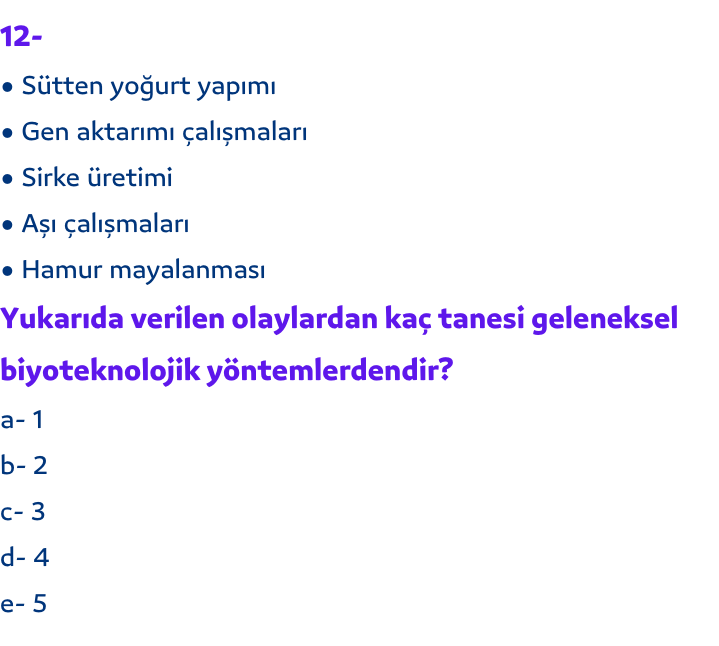 12-
• Sütten yoğurt yapımı
• Gen aktarımı çalışmaları
• Sirke üretimi
• Aşı çalışmaları
• Hamur mayalanması
Yukarıda verilen olaylardan kaç tanesi geleneksel
biyoteknolojik yöntemlerdendir?
a- 1
b- 2
c- 3
d- 4
e- 5